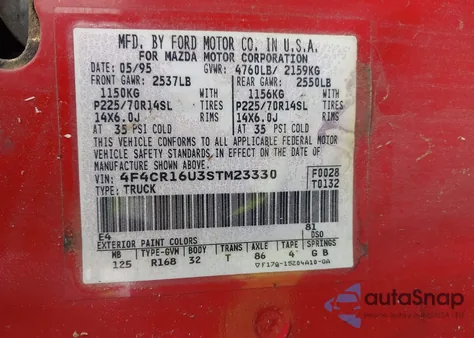 MFD. BY FORD MOTOR CO. IN U.S.A.
FOR MAZDA MOTOR CORPORATION
DATE: 05/95 GVWR: 4760LB/ 2159KG
FRONT GAWR: 2537LB REAR GAWR: 2550LB
1150KG WITH 1156KG WITH
P225/70R14SL TIRES P225/70R14SL TIRES
14X6.0J RIMS 14X6.0J RIMS
AT 35 PSI COLD AT 35 PSI COLD
THIS VEHICLE CONFORMS TO ALL APPLICABLE FEDERAL MOTOR
VEHICLE SAFETY STANDARDS IN EFFECT ON THE DATE OF
MANUFACTURE SHOWN ABOVE.
VIN: 4F4CR16U3STM23330 F0028
TYPE: TRUCK T0132
E4 81
EXTERIOR PAINT COLORS DSO
WB TYPE-GVW BODY TRANS AXLE TAPE SPRINGS
125 R168 32 T 86 4 G B
autoSnap